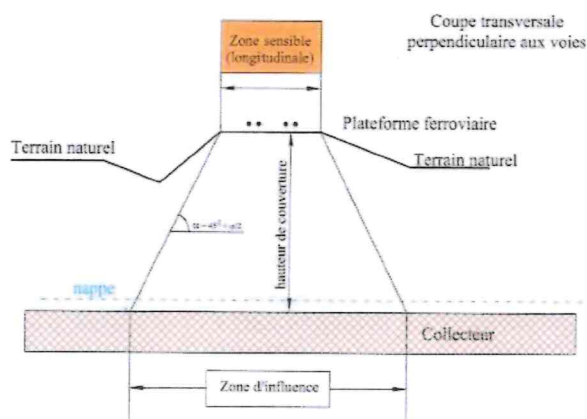 Coupe transversale
perpendiculaire aux voies
Zone sensible
(longitudinale)
Plateforme ferroviaire
Terrain naturel
Terrain naturel
hauteur de couverture
nappe
Collecteur
Zone d'influence